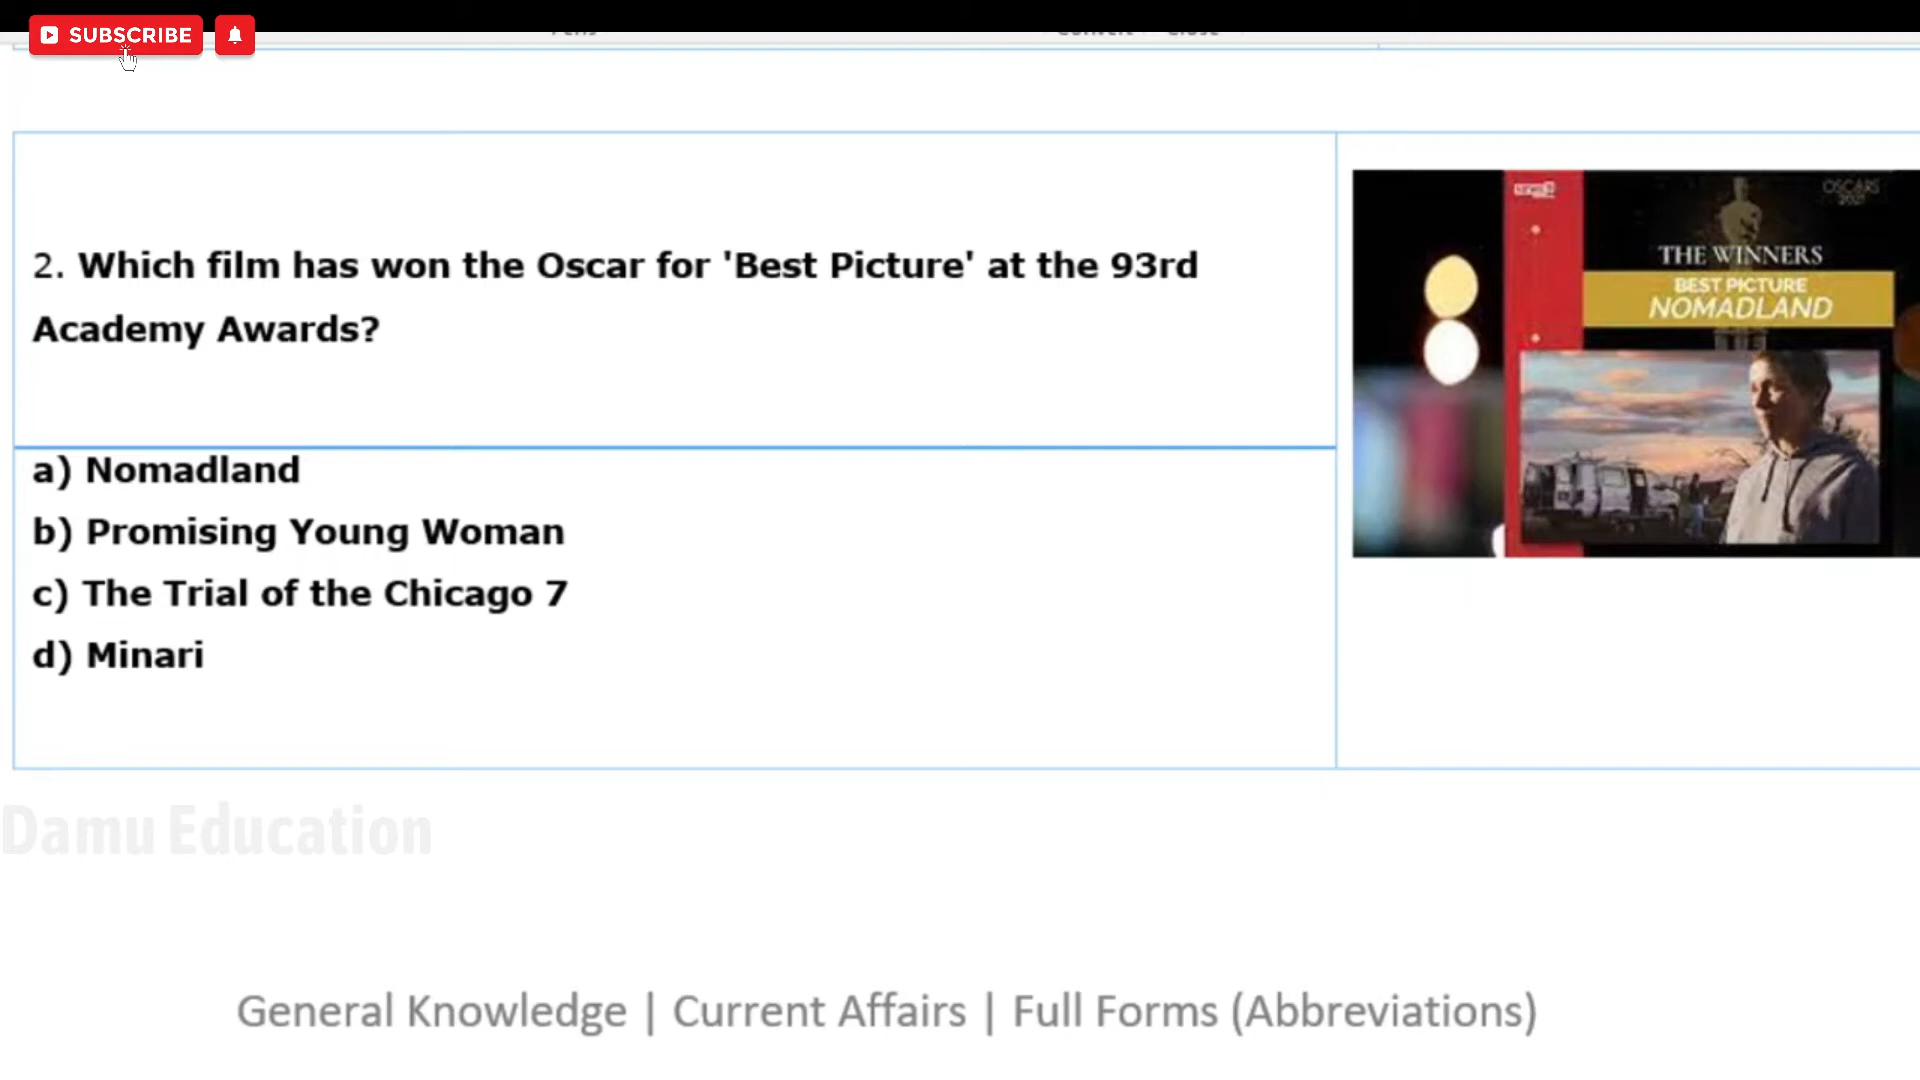 SUBSCRIBE
2. Which film has won the Oscar for 'Best Picture' at the 93rd
Academy Awards?
a) Nomadland
b) Promising Young Woman
c) The Trial of the Chicago 7
d) Minari
OSCARS
2021
THE WINNERS
BEST PICTURE
NOMADLAND
Damu Education
General Knowledge | Current Affairs | Full Forms (Abbreviations)